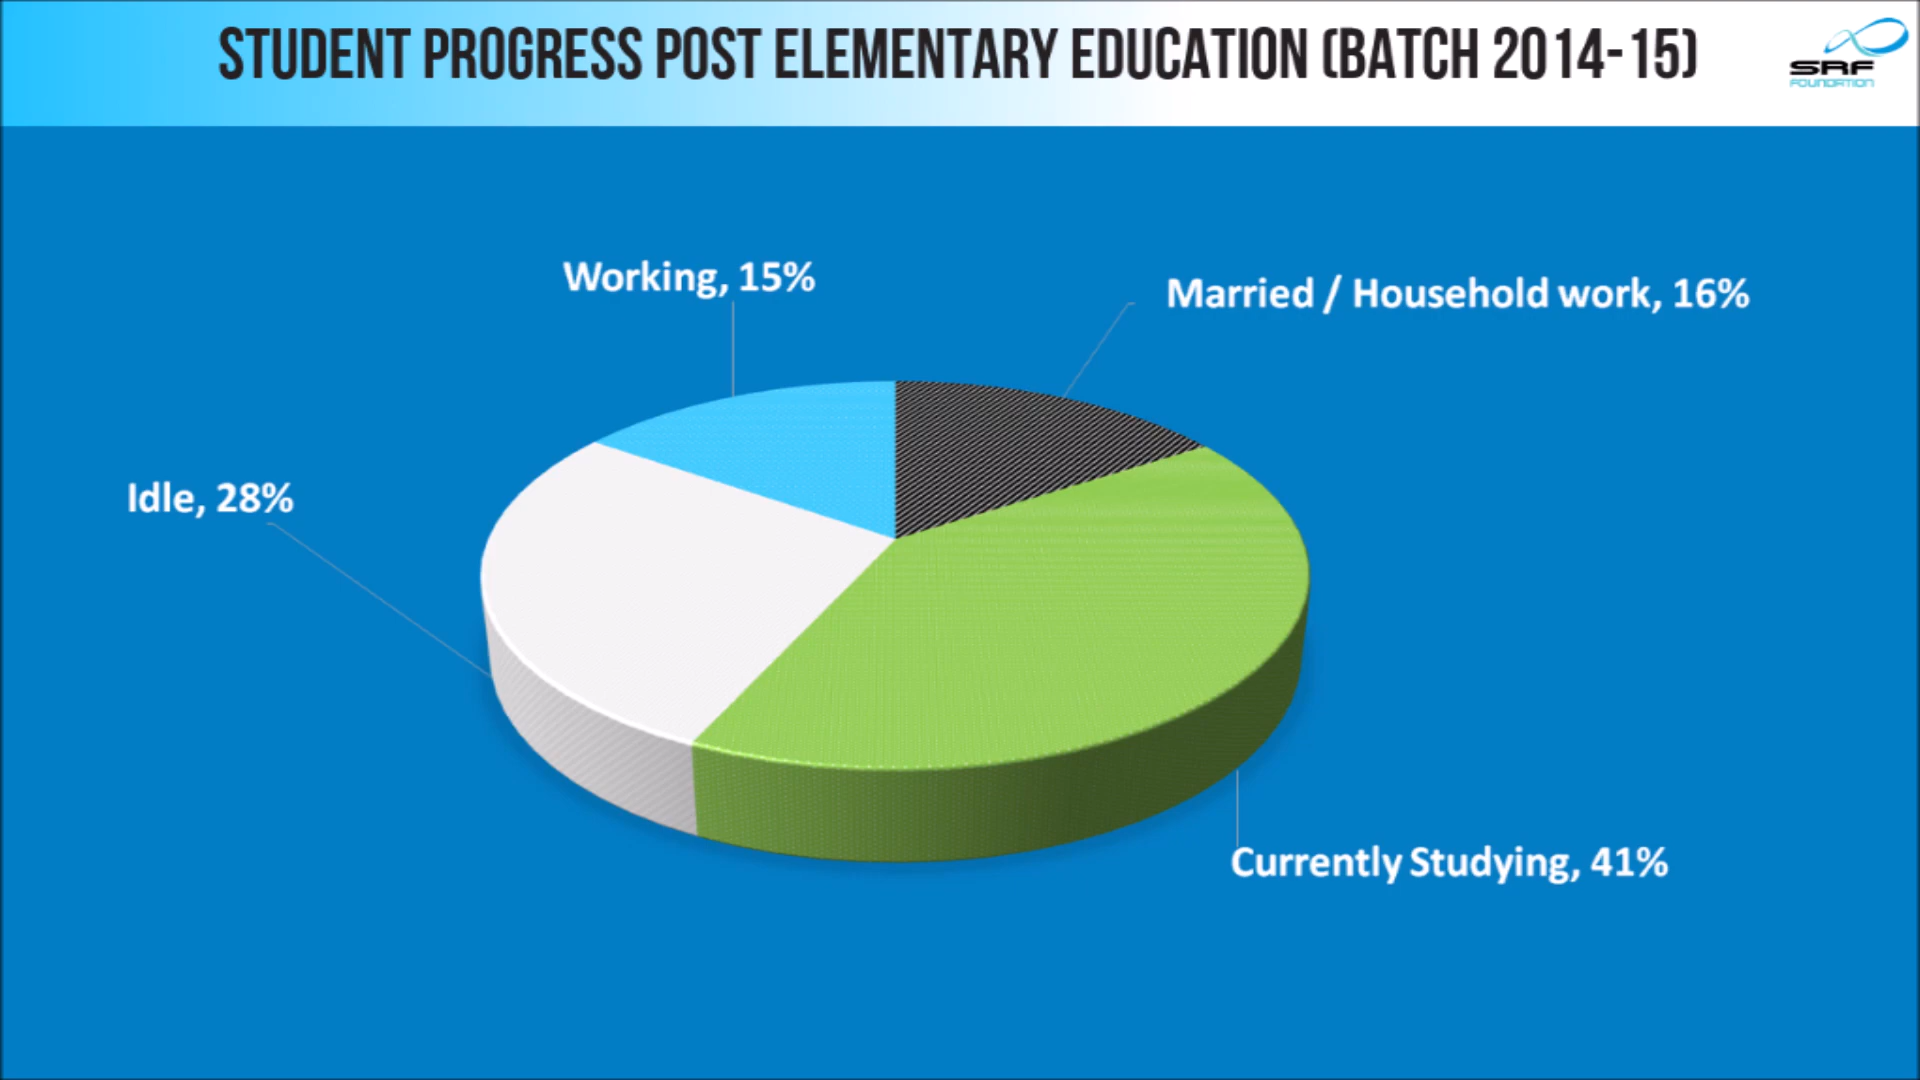 STUDENT PROGRESS POST ELEMENTARY EDUCATION (BATCH 2014-15)
SRF
FOUNDATION
Working, 15%
Married / Household work, 16%
Idle, 28%
Currently Studying, 41%